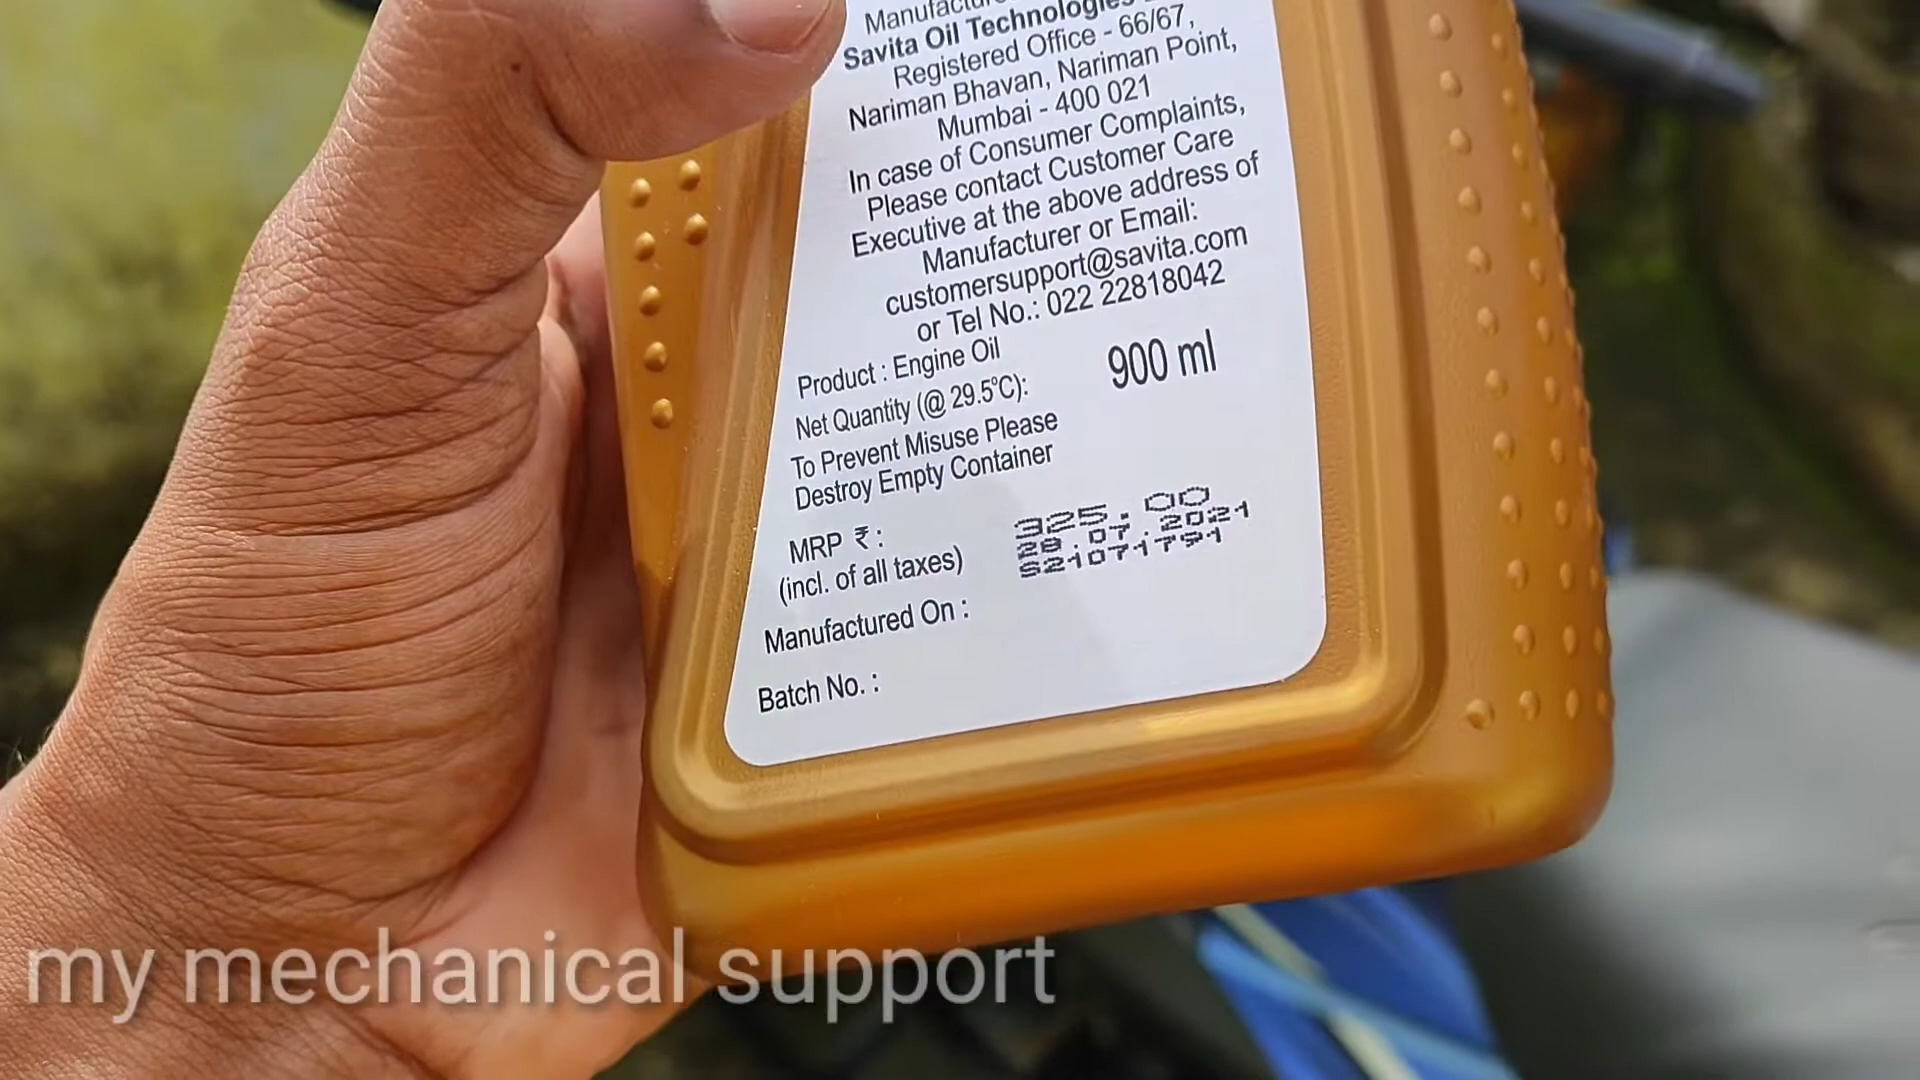 Savita Oil Technologies
Registered Office - 66/67,
Nariman Bhavan, Nariman Point,
Mumbai - 400 021
In case of Consumer Complaints,
Please contact Customer Care
Executive at the above address of
Manufacturer or Email:
customersupport@savita.com
or Tel No.: 022 22818042
Product : Engine Oil
Net Quantity (@ 29.5°C): 900 ml
To Prevent Misuse Please
Destroy Empty Container
MRP ₹ : 325.00
(incl. of all taxes) 28.07.2021
S21071791
Manufactured On :
Batch No. :
my mechanical support